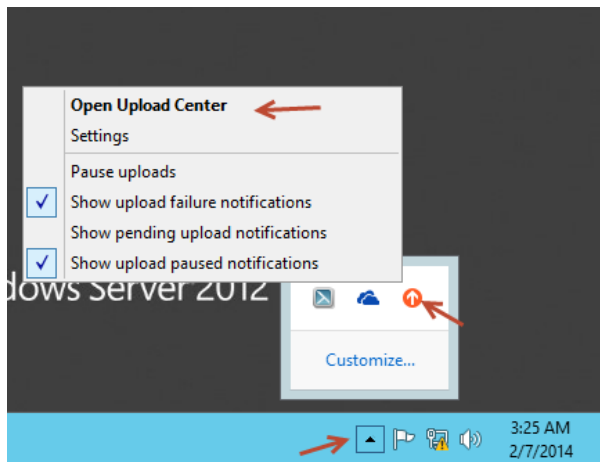 Open Upload Center
Settings
Pause uploads
Show upload failure notifications
Show pending upload notifications
Show upload paused notifications
dows Server 2012
Customize...
3:25 AM
2/7/2014